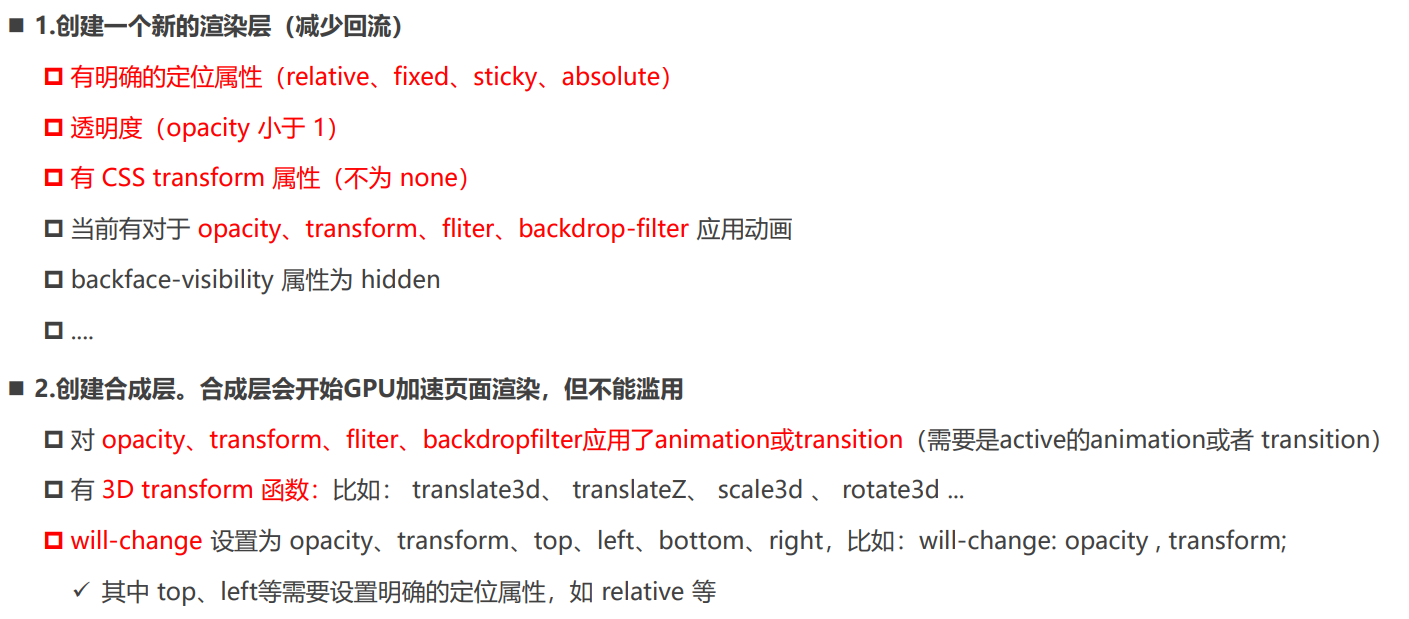 1.创建一个新的渲染层（减少回流）
有明确的定位属性（relative、fixed、sticky、absolute）
透明度（opacity 小于 1）
有 CSS transform 属性（不为 none）
当前有对于 opacity、transform、fliter、backdrop-filter 应用动画
backface-visibility 属性为 hidden
....
2.创建合成层。合成层会开始GPU加速页面渲染，但不能滥用
对 opacity、transform、fliter、backdropfilter应用了animation或transition（需要是active的animation或者 transition）
有 3D transform 函数：比如： translate3d、 translateZ、 scale3d 、 rotate3d ...
will-change 设置为 opacity、transform、top、left、bottom、right，比如：will-change: opacity , transform;
✓ 其中 top、left等需要设置明确的定位属性，如 relative 等